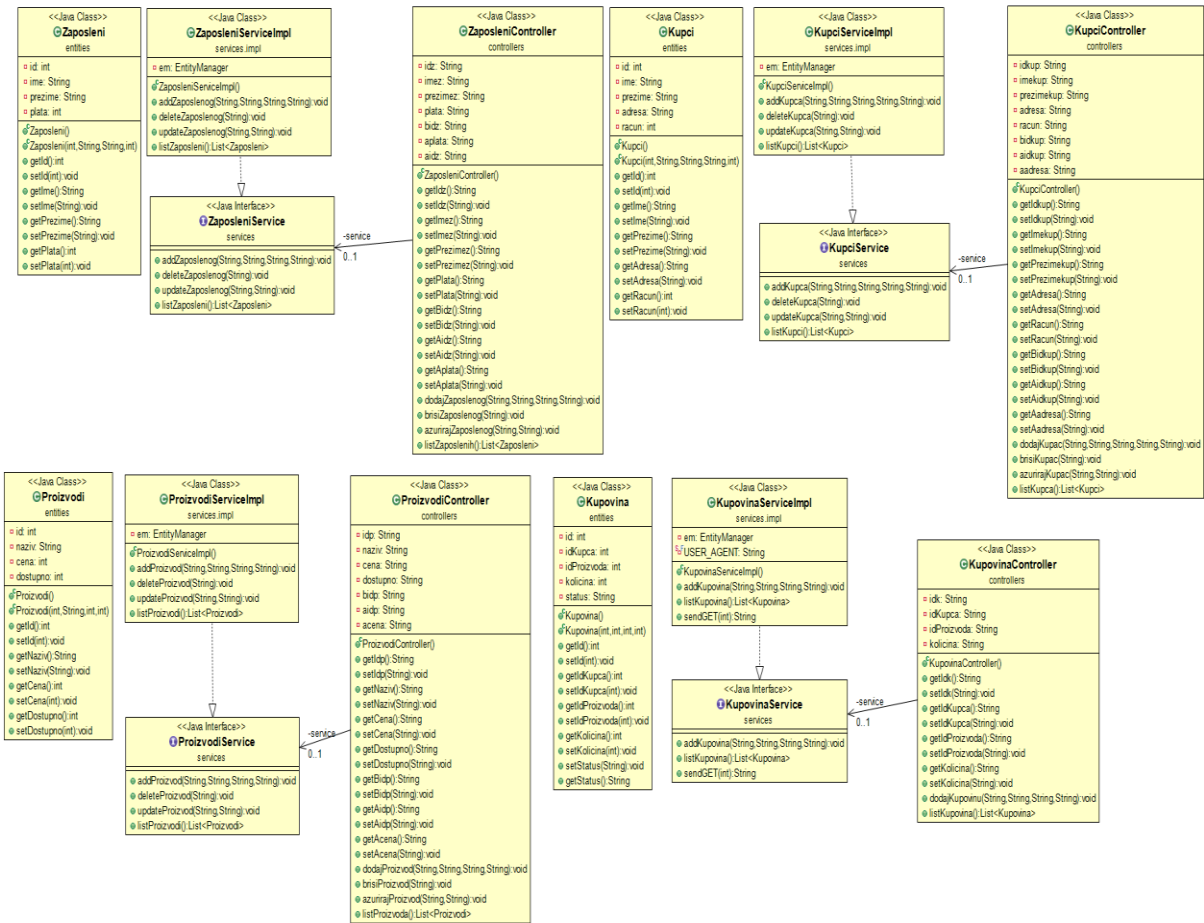 <<Java Class>>
Zaposleni
entities
id: int
ime: String
prezime: String
plata: int
Zaposleni()
Zaposleni(int,String,String,int)
getId():int
setId(int):void
getIme():String
setIme(String):void
getPrezime():String
setPrezime(String):void
getPlata():int
setPlata(int):void
<<Java Class>>
ZaposleniServiceImpl
services.impl
em: EntityManager
ZaposleniServiceImpl()
addZaposlenog(String,String,String,String):void
deleteZaposlenog(String):void
updateZaposlenog(String,String):void
listZaposleni():List<Zaposleni>
<<Java Interface>>
ZaposleniService
services
addZaposlenog(String,String,String,String):void
deleteZaposlenog(String):void
updateZaposlenog(String,String):void
listZaposleni():List<Zaposleni>
-service
0..1
<<Java Class>>
ZaposleniController
controllers
idz: String
imez: String
prezimez: String
plata: String
bidz: String
aplata: String
aidz: String
ZaposleniController()
getIdz():String
setIdz(String):void
getImez():String
setImez(String):void
getPrezimez():String
setPrezimez(String):void
getPlata():String
setPlata(String):void
getBidz():String
setBidz(String):void
getAidz():String
setAidz(String):void
getAplata():String
setAplata(String):void
dodajZaposlenog(String,String,String,String):void
brisiZaposlenog(String):void
azurirajZaposlenog(String,String):void
listZaposlenih():List<Zaposleni>
<<Java Class>>
Kupci
entities
id: int
ime: String
prezime: String
adresa: String
racun: int
Kupci()
Kupci(int,String,String,String,int)
getId():int
setId(int):void
getIme():String
setIme(String):void
getPrezime():String
setPrezime(String):void
getAdresa():String
setAdresa(String):void
getRacun():int
setRacun(int):void
<<Java Class>>
KupciServiceImpl
services.impl
em: EntityManager
KupciServiceImpl()
addKupca(String,String,String,String,String):void
deleteKupca(String):void
updateKupca(String,String):void
listKupci():List<Kupci>
<<Java Interface>>
KupciService
services
addKupca(String,String,String,String,String):void
deleteKupca(String):void
updateKupca(String,String):void
listKupci():List<Kupci>
-service
0..1
<<Java Class>>
KupciController
controllers
idkup: String
imekup: String
prezimekup: String
adresa: String
racun: String
bidkup: String
aidkup: String
aadresa: String
KupciController()
getIdkup():String
setIdkup(String):void
getImekup():String
setImekup(String):void
getPrezimekup():String
setPrezimekup(String):void
getAdresa():String
setAdresa(String):void
getRacun():String
setRacun(String):void
getBidkup():String
setBidkup(String):void
getAidkup():String
setAidkup(String):void
getAadresa():String
setAadresa(String):void
dodajKupac(String,String,String,String,String):void
brisiKupac(String):void
azurirajKupac(String,String):void
listKupca():List<Kupci>
<<Java Class>>
Proizvodi
entities
id: int
naziv: String
cena: int
dostupno: int
Proizvodi()
Proizvodi(int,String,int,int)
getId():int
setId(int):void
getNaziv():String
setNaziv(String):void
getCena():int
setCena(int):void
getDostupno():int
setDostupno(int):void
<<Java Class>>
ProizvodiServiceImpl
services.impl
em: EntityManager
ProizvodiServiceImpl()
addProizvod(String,String,String,String):void
deleteProizvod(String):void
updateProizvod(String,String):void
listProizvodi():List<Proizvodi>
<<Java Interface>>
ProizvodiService
services
addProizvod(String,String,String,String):void
deleteProizvod(String):void
updateProizvod(String,String):void
listProizvodi():List<Proizvodi>
-service
0..1
<<Java Class>>
ProizvodiController
controllers
idp: String
naziv: String
cena: String
dostupno: String
bidp: String
aidp: String
acena: String
ProizvodiController()
getIdp():String
setIdp(String):void
getNaziv():String
setNaziv(String):void
getCena():String
setCena(String):void
getDostupno():String
setDostupno(String):void
getBidp():String
setBidp(String):void
getAidp():String
setAidp(String):void
getAcena():String
setAcena(String):void
dodajProizvod(String,String,String,String):void
brisiProizvod(String):void
azurirajProizvod(String,String):void
listProizvoda():List<Proizvodi>
<<Java Class>>
Kupovina
entities
id: int
idKupca: int
idProizvoda: int
kolicina: int
status: String
Kupovina()
Kupovina(int,int,int,int)
getId():int
setId(int):void
getIdKupca():int
setIdKupca(int):void
getIdProizvoda():int
setIdProizvoda(int):void
getKolicina():int
setKolicina(int):void
setStatus(String):void
getStatus():String
<<Java Class>>
KupovinaServiceImpl
services.impl
em: EntityManager
USER_AGENT: String
KupovinaServiceImpl()
addKupovina(String,String,String,String):void
listKupovina():List<Kupovina>
sendGET(int):String
<<Java Interface>>
KupovinaService
services
addKupovina(String,String,String,String):void
listKupovina():List<Kupovina>
sendGET(int):String
-service
0..1
<<Java Class>>
KupovinaController
controllers
idk: String
idKupca: String
idProizvoda: String
kolicina: String
KupovinaController()
getIdk():String
setIdk(String):void
getIdKupca():String
setIdKupca(String):void
getIdProizvoda():String
setIdProizvoda(String):void
getKolicina():String
setKolicina(String):void
dodajKupovinu(String,String,String,String):void
listKupovina():List<Kupovina>